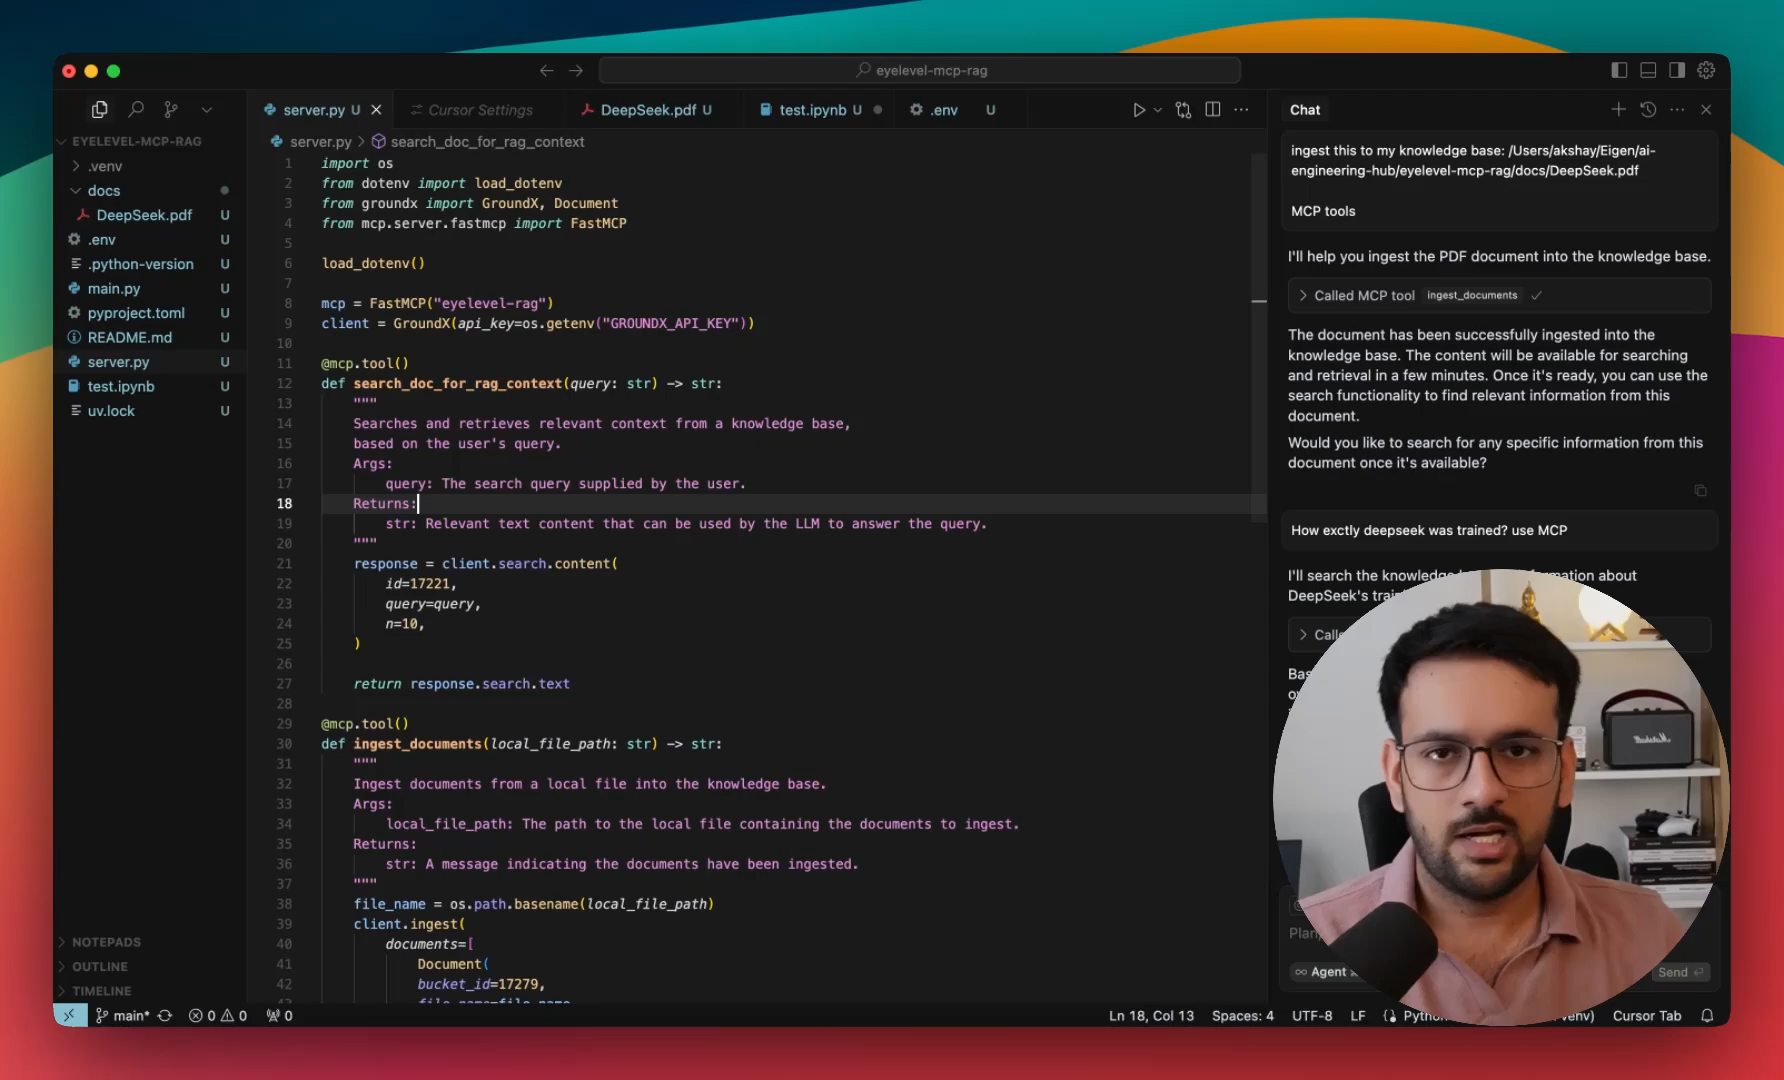 eyelevel-mcp-rag
server.py U
Cursor Settings
DeepSeek.pdf U
test.ipynb U
.env U
Chat
EYELEVEL-MCP-RAG
.venv
docs
DeepSeek.pdf U
.env U
.python-version U
main.py U
pyproject.toml U
README.md U
server.py U
test.ipynb U
uv.lock U
NOTEPADS
OUTLINE
TIMELINE
server.py > search_doc_for_rag_context
1 import os
2 from dotenv import load_dotenv
3 from groundx import GroundX, Document
4 from mcp.server.fastmcp import FastMCP
5
6 load_dotenv()
7
8 mcp = FastMCP("eyelevel-rag")
9 client = GroundX(api_key=os.getenv("GROUNDX_API_KEY"))
10
11 @mcp.tool()
12 def search_doc_for_rag_context(query: str) -> str:
13 """
14 Searches and retrieves relevant context from a knowledge base,
15 based on the user's query.
16 Args:
17 query: The search query supplied by the user.
18 Returns:
19 str: Relevant text content that can be used by the LLM to answer the query.
20 """
21 response = client.search.content(
22 id=17221,
23 query=query,
24 n=10,
25 )
26
27 return response.search.text
28
29 @mcp.tool()
30 def ingest_documents(local_file_path: str) -> str:
31 """
32 Ingest documents from a local file into the knowledge base.
33 Args:
34 local_file_path: The path to the local file containing the documents to ingest.
35 Returns:
36 str: A message indicating the documents have been ingested.
37 """
38 file_name = os.path.basename(local_file_path)
39 client.ingest(
40 documents=[
41 Document(
42 bucket_id=17279,
43 file_name=file_name
ingest this to my knowledge base: /Users/akshay/Eigen/ai-
engineering-hub/eyelevel-mcp-rag/docs/DeepSeek.pdf
MCP tools
I'll help you ingest the PDF document into the knowledge base.
Called MCP tool ingest_documents
The document has been successfully ingested into the
knowledge base. The content will be available for searching
and retrieval in a few minutes. Once it's ready, you can use the
search functionality to find relevant information from this
document.
Would you like to search for any specific information from this
document once it's available?
How exctly deepseek was trained? use MCP
I'll search the about
DeepSeek's
Marshall
Agent
Send
main*
0 0
0
Ln 18, Col 13
Spaces: 4
UTF-8
LF
Cursor Tab